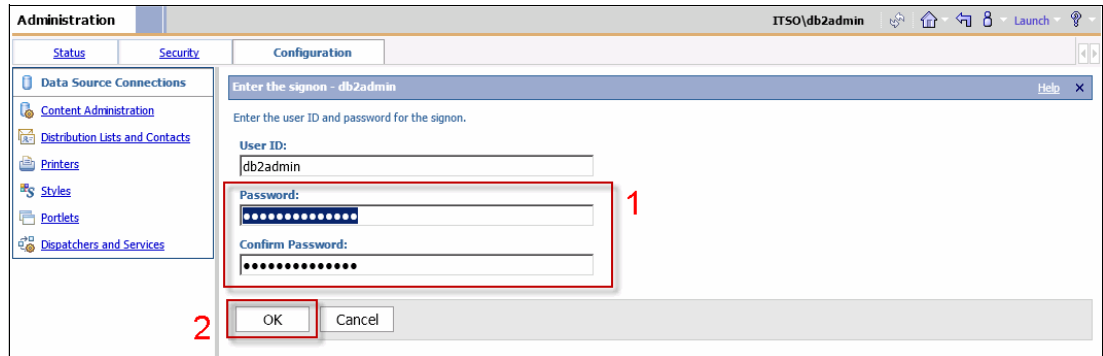 Administration
ITSO\db2admin
Launch
Status
Security
Configuration
Data Source Connections
Content Administration
Distribution Lists and Contacts
Printers
Styles
Portlets
Dispatchers and Services
Enter the signon - db2admin
Help
Enter the user ID and password for the signon.
User ID:
db2admin
Password:
●●●●●●●●●●●●●●
1
Confirm Password:
●●●●●●●●●●●●●●
2
OK
Cancel